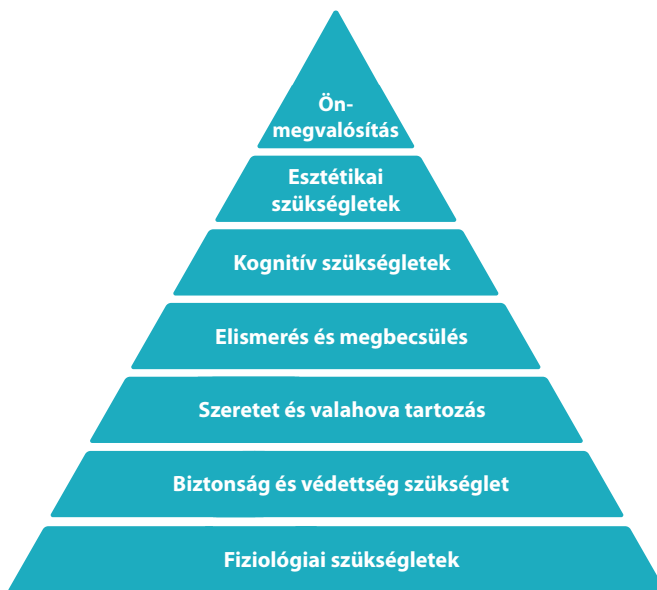 Ön-
megvalósítás
Esztétikai
szükségletek
Kognitív szükségletek
Elismerés és megbecsülés
Szeretet és valahova tartozás
Biztonság és védettség szükséglet
Fiziológiai szükségletek